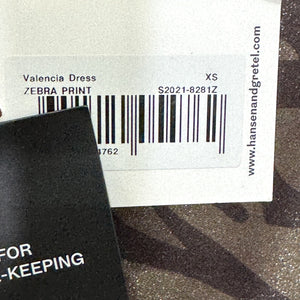 Valencia Dress XS
ZEBRA PRINT S2021-8281Z
4762
www.hansenandgretel.com
FOR
-KEEPING